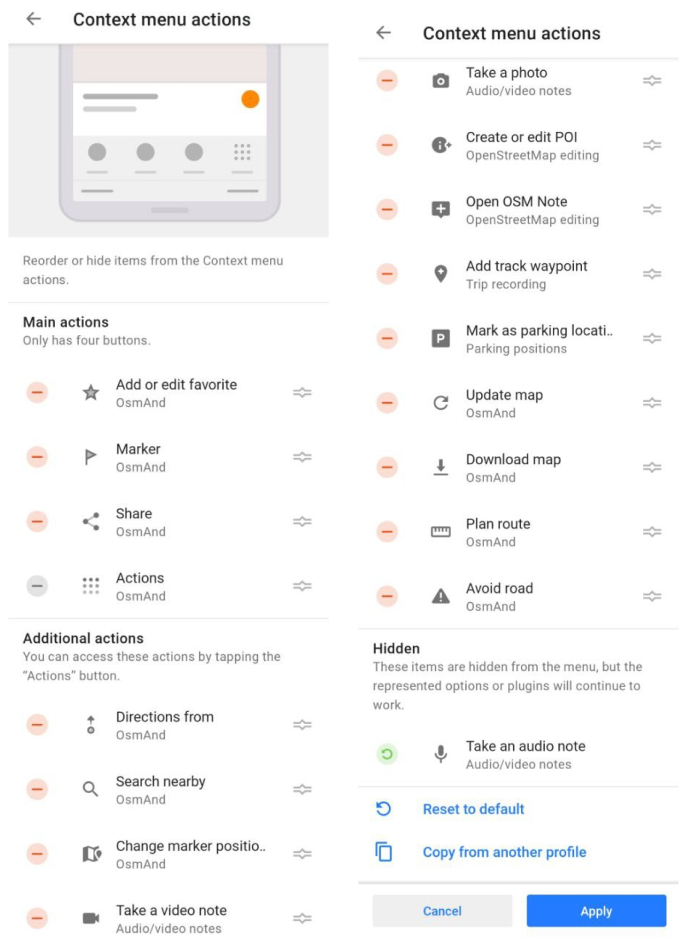 Context menu actions
Reorder or hide items from the Context menu
actions.
Main actions
Only has four buttons.
Add or edit favorite
OsmAnd
Marker
OsmAnd
Share
OsmAnd
Actions
OsmAnd
Additional actions
You can access these actions by tapping the
“Actions” button.
Directions from
OsmAnd
Search nearby
OsmAnd
Change marker positio..
OsmAnd
Take a video note
Audio/video notes
Context menu actions
Take a photo
Audio/video notes
Create or edit POI
OpenStreetMap editing
Open OSM Note
OpenStreetMap editing
Add track waypoint
Trip recording
P
Mark as parking locati..
Parking positions
Update map
OsmAnd
Download map
OsmAnd
Plan route
OsmAnd
Avoid road
OsmAnd
Hidden
These items are hidden from the menu, but the
represented options or plugins will continue to
work.
Take an audio note
Audio/video notes
Reset to default
Copy from another profile
Cancel
Apply